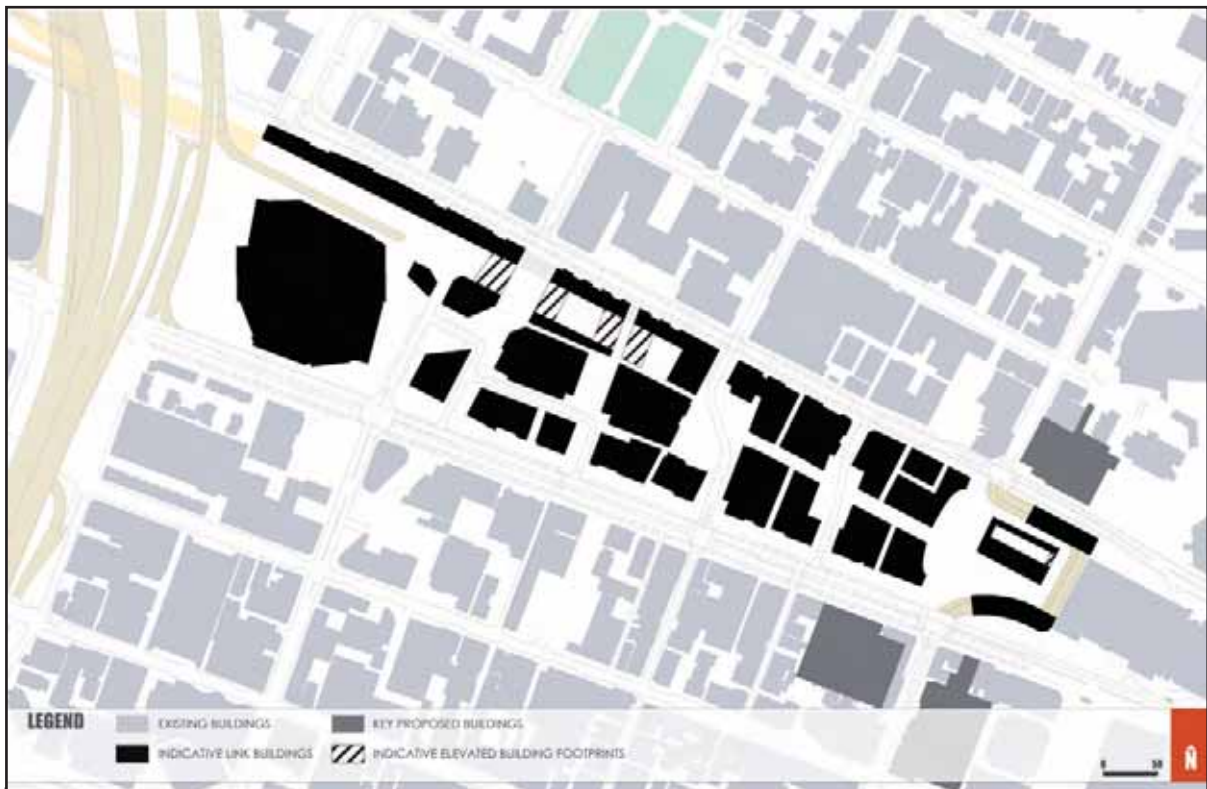 LEGEND
EXISTING BUILDINGS
KEY PROPOSED BUILDINGS
INDICATIVE LINK BUILDINGS
INDICATIVE ELEVATED BUILDING FOOTPRINTS
0 50
N